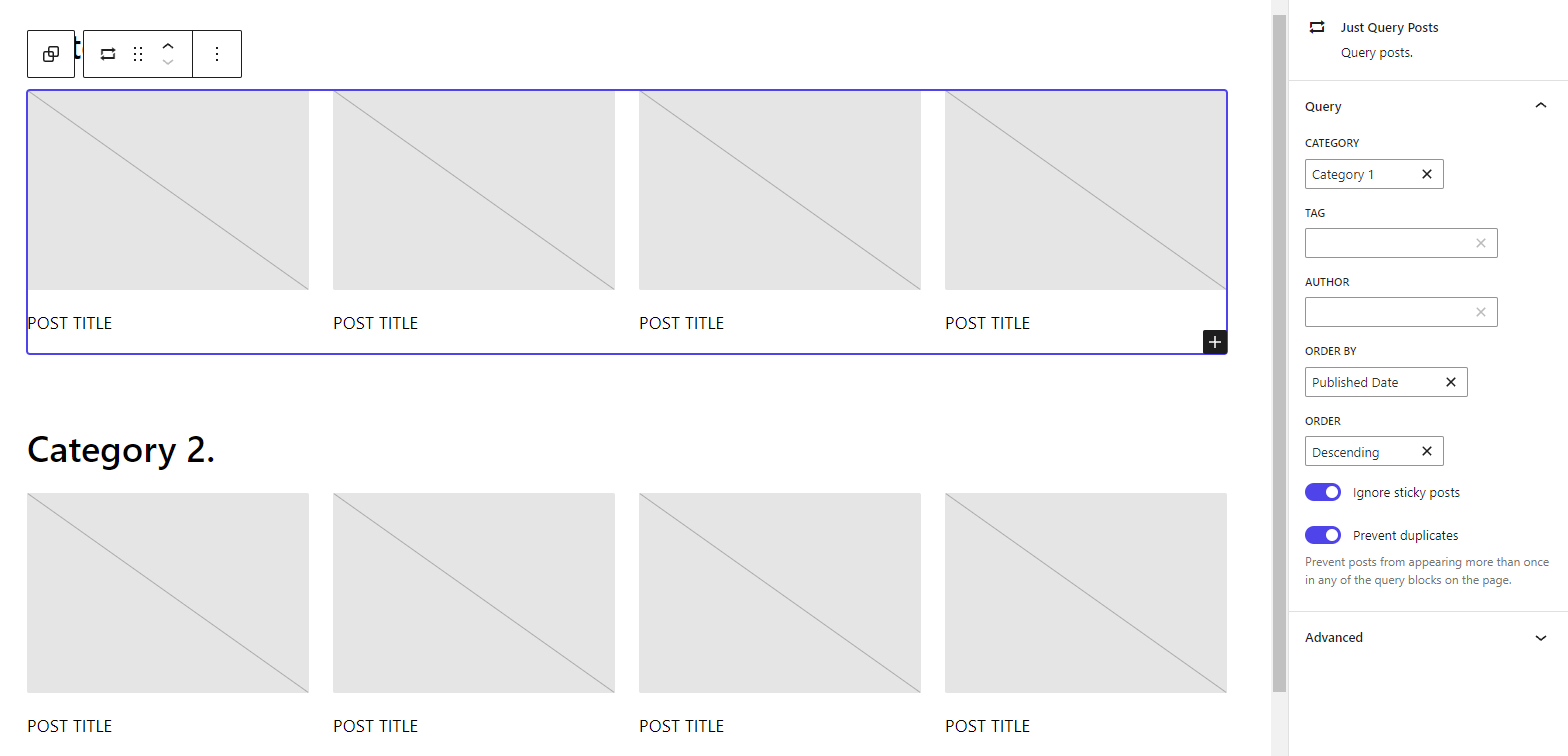 POST TITLE
POST TITLE
POST TITLE
POST TITLE
Category 2.
POST TITLE
POST TITLE
POST TITLE
POST TITLE
Just Query Posts
Query posts.
Query
CATEGORY
Category 1
TAG
AUTHOR
ORDER BY
Published Date
ORDER
Descending
Ignore sticky posts
Prevent duplicates
Prevent posts from appearing more than once
in any of the query blocks on the page.
Advanced